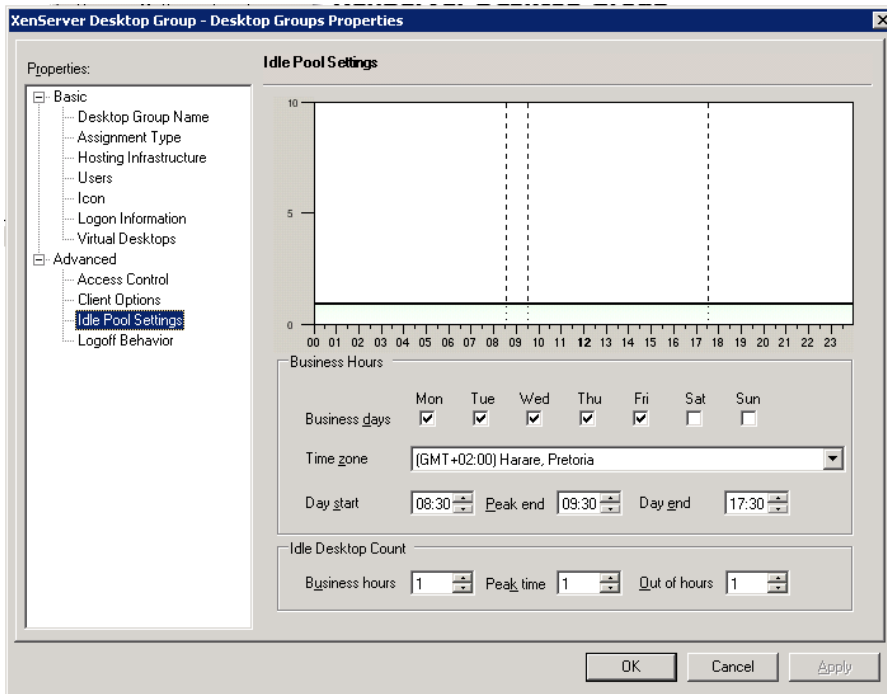 XenServer Desktop Group - Desktop Groups Properties
Properties:
Basic
Desktop Group Name
Assignment Type
Hosting Infrastructure
Users
Icon
Logon Information
Virtual Desktops
Advanced
Access Control
Client Options
Idle Pool Settings
Logoff Behavior
Idle Pool Settings
10
5
0
00 01 02 03 04 05 06 07 08 09 10 11 12 13 14 15 16 17 18 19 20 21 22 23
Business Hours
Mon Tue Wed Thu Fri Sat Sun
Business days
Time zone (GMT+02:00) Harare, Pretoria
Day start 08:30 Peak end 09:30 Day end 17:30
Idle Desktop Count
Business hours 1 Peak time 1 Out of hours 1
OK Cancel Apply